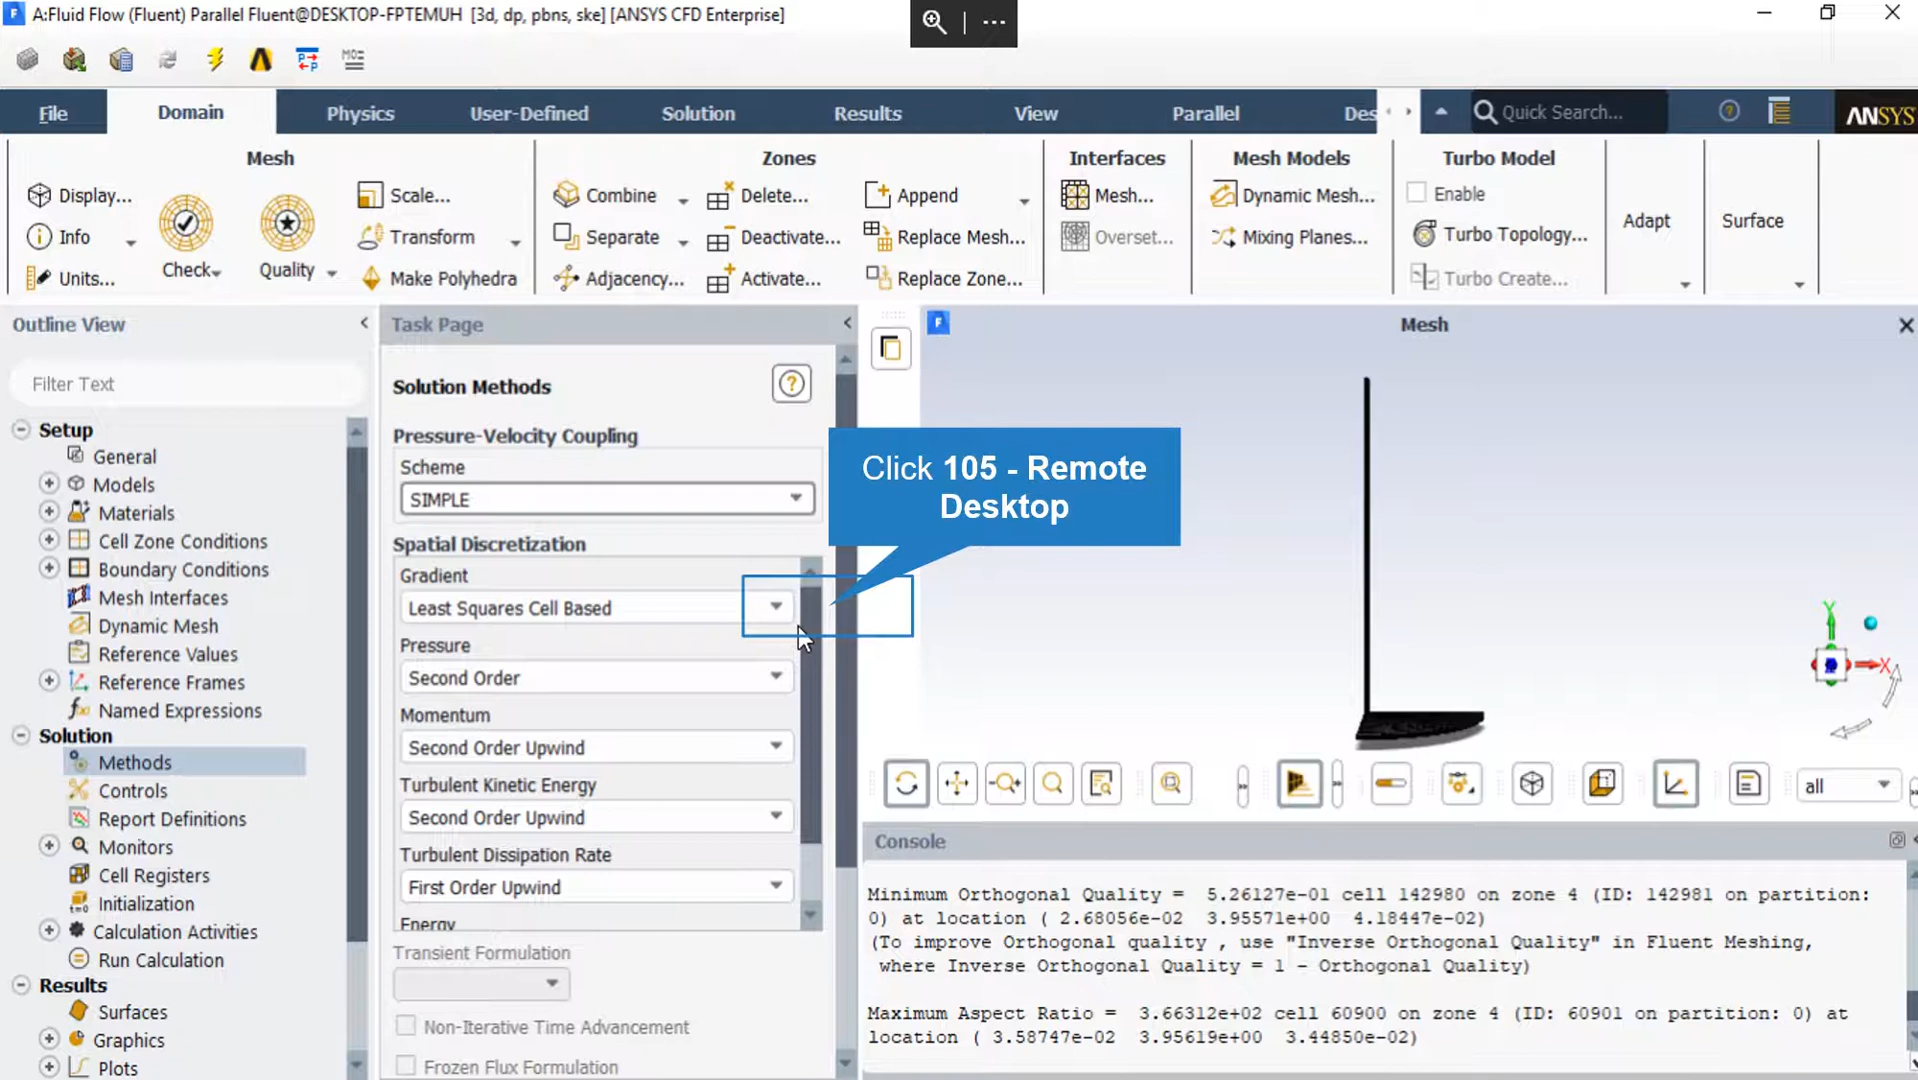 A:Fluid Flow (Fluent) Parallel Fluent@DESKTOP-FPTEMUH [3d, dp, pbns, ske] [ANSYS CFD Enterprise]
File
Domain
Physics
User-Defined
Solution
Results
View
Parallel
Des
Quick Search...
ANSYS
Mesh
Zones
Interfaces
Mesh Models
Turbo Model
Display...
Info
Units...
Check
Quality
Scale...
Transform
Make Polyhedra
Combine
Separate
Adjacency...
Delete...
Deactivate...
Activate...
Append
Replace Mesh...
Replace Zone...
Mesh...
Overset...
Dynamic Mesh...
Mixing Planes...
Enable
Turbo Topology...
Turbo Create...
Adapt
Surface
Outline View
Filter Text
Setup
General
Models
Materials
Cell Zone Conditions
Boundary Conditions
Mesh Interfaces
Dynamic Mesh
Reference Values
Reference Frames
Named Expressions
Solution
Methods
Controls
Report Definitions
Monitors
Cell Registers
Initialization
Calculation Activities
Run Calculation
Results
Surfaces
Graphics
Plots
Task Page
Solution Methods
Pressure-Velocity Coupling
Scheme
SIMPLE
Spatial Discretization
Gradient
Least Squares Cell Based
Pressure
Second Order
Momentum
Second Order Upwind
Turbulent Kinetic Energy
Second Order Upwind
Turbulent Dissipation Rate
First Order Upwind
Energy
Transient Formulation
Non-Iterative Time Advancement
Frozen Flux Formulation
Click 105 - Remote
Desktop
Mesh
Y
X
all
Console
Minimum Orthogonal Quality = 5.26127e-01 cell 142980 on zone 4 (ID: 142981 on partition:
0) at location ( 2.68056e-02 3.95571e+00 4.18447e-02)
(To improve Orthogonal quality , use "Inverse Orthogonal Quality" in Fluent Meshing,
where Inverse Orthogonal Quality = 1 - Orthogonal Quality)
Maximum Aspect Ratio = 3.66312e+02 cell 60900 on zone 4 (ID: 60901 on partition: 0) at
location ( 3.58747e-02 3.95619e+00 3.44850e-02)